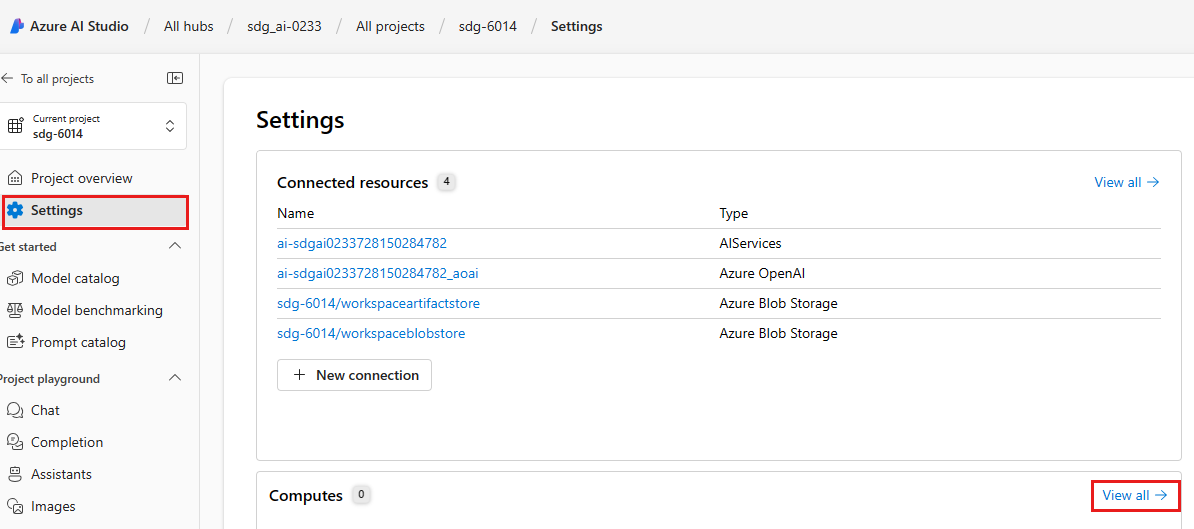 Azure AI Studio / All hubs / sdg_ai-0233 / All projects / sdg-6014 / Settings
To all projects
Current project
sdg-6014
Project overview
Settings
Get started
Model catalog
Model benchmarking
Prompt catalog
Project playground
Chat
Completion
Assistants
Images
Settings
Connected resources 4 View all
Name Type
ai-sdgai0233728150284782 AIServices
ai-sdgai0233728150284782_aoai Azure OpenAI
sdg-6014/workspaceartifactstore Azure Blob Storage
sdg-6014/workspaceblobstore Azure Blob Storage
+ New connection
Computes 0 View all